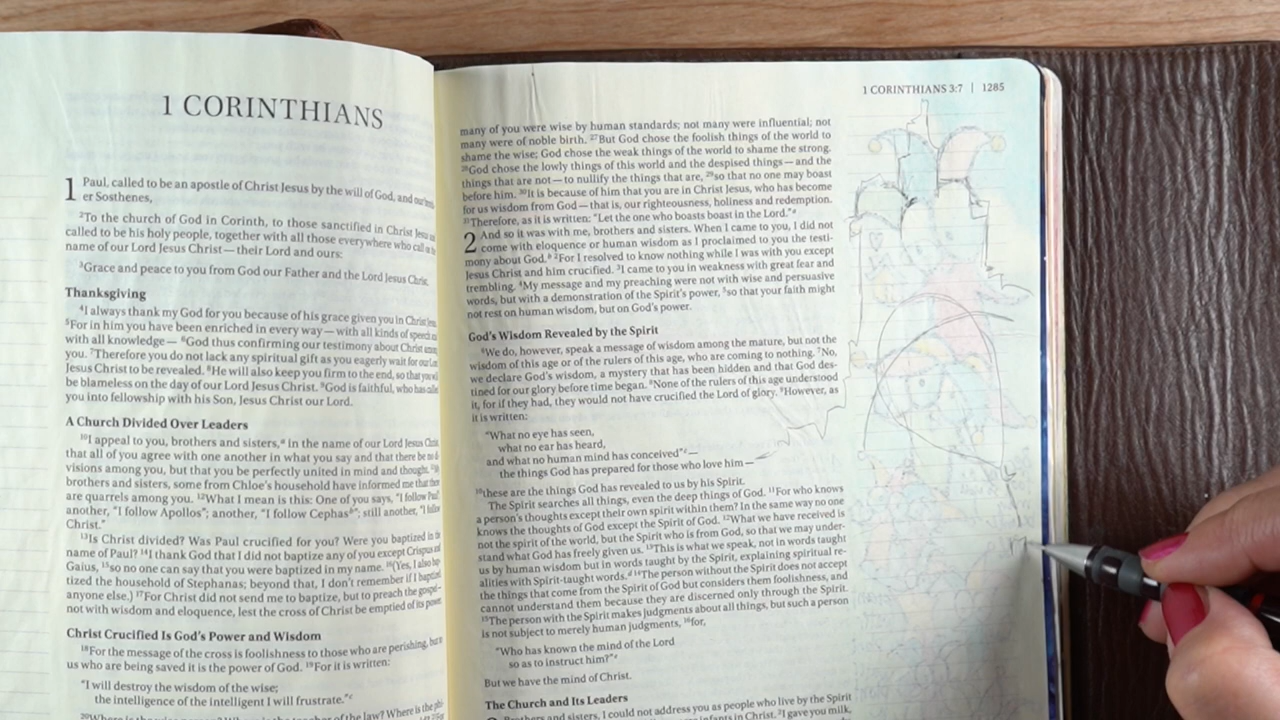 1 CORINTHIANS
1 Paul, called to be an apostle of Christ Jesus by the will of God, and our
er Sosthenes,
²To the church of God in Corinth, to those sanctified in Christ Jesus
called to be his holy people, together with all those everywhere who call
name of our Lord Jesus Christ — their Lord and ours:
³Grace and peace to you from God our Father and the Lord Jesus Christ.
Thanksgiving
⁴I always thank my God for you because of his grace given you in Christ
⁵For in him you have been enriched in every way — with all kinds of speech
with all knowledge — ⁶God thus confirming our testimony about Christ among
you. ⁷Therefore you do not lack any spiritual gift as you eagerly wait for our
Jesus Christ to be revealed. ⁸He will also keep you firm to the end, so that you
be blameless on the day of our Lord Jesus Christ. ⁹God is faithful, who has
you into fellowship with his Son, Jesus Christ our Lord.
A Church Divided Over Leaders
¹⁰I appeal to you, brothers and sisters,ᵃ in the name of our Lord Jesus
that all of you agree with one another in what you say and that there be no
visions among you, but that you be perfectly united in mind and thought.
brothers and sisters, some from Chloe's household have informed me that
are quarrels among you. ¹²What I mean is this: One of you says, "I follow Paul"
another, "I follow Apollos"; another, "I follow Cephasᵇ"; still another, "I follow
Christ."
¹³Is Christ divided? Was Paul crucified for you? Were you baptized in the
name of Paul? ¹⁴I thank God that I did not baptize any of you except Crispus and
Gaius, ¹⁵so no one can say that you were baptized in my name. ¹⁶(Yes, I also
tized the household of Stephanas; beyond that, I don't remember if I baptized
anyone else.) ¹⁷For Christ did not send me to baptize, but to preach the gospel —
not with wisdom and eloquence, lest the cross of Christ be emptied of its power.
Christ Crucified Is God's Power and Wisdom
¹⁸For the message of the cross is foolishness to those who are perishing, but
us who are being saved it is the power of God. ¹⁹For it is written:
"I will destroy the wisdom of the wise;
the intelligence of the intelligent I will frustrate."ᶜ
1 CORINTHIANS 3:7 | 1285
many of you were wise by human standards; not many were influential; not
many were of noble birth. ²⁷But God chose the foolish things of the world to
shame the wise; God chose the weak things of the world to shame the strong.
²⁸God chose the lowly things of this world and the despised things — and the
things that are not — to nullify the things that are, ²⁹so that no one may boast
before him. ³⁰It is because of him that you are in Christ Jesus, who has become
for us wisdom from God — that is, our righteousness, holiness and redemption.
³¹Therefore, as it is written: "Let the one who boasts boast in the Lord."ᵃ
2 And so it was with me, brothers and sisters. When I came to you, I did not
come with eloquence or human wisdom as I proclaimed to you the testi-
mony about God.ᵇ ²For I resolved to know nothing while I was with you except
Jesus Christ and him crucified. ³I came to you in weakness with great fear and
trembling. ⁴My message and my preaching were not with wise and persuasive
words, but with a demonstration of the Spirit's power, ⁵so that your faith might
not rest on human wisdom, but on God's power.
God's Wisdom Revealed by the Spirit
⁶We do, however, speak a message of wisdom among the mature, but not the
wisdom of this age or of the rulers of this age, who are coming to nothing. ⁷No,
we declare God's wisdom, a mystery that has been hidden and that God des-
tined for our glory before time began. ⁸None of the rulers of this age understood
it, for if they had, they would not have crucified the Lord of glory. ⁹However, as
it is written:
"What no eye has seen,
what no ear has heard,
and what no human mind has conceived"ᶜ —
the things God has prepared for those who love him —
¹⁰these are the things God has revealed to us by his Spirit.
The Spirit searches all things, even the deep things of God. ¹¹For who knows
a person's thoughts except their own spirit within them? In the same way no one
knows the thoughts of God except the Spirit of God. ¹²What we have received is
not the spirit of the world, but the Spirit who is from God, so that we may under-
stand what God has freely given us. ¹³This is what we speak, not in words taught
us by human wisdom but in words taught by the Spirit, explaining spiritual re-
alities with Spirit-taught words.ᵈ ¹⁴The person without the Spirit does not accept
the things that come from the Spirit of God but considers them foolishness, and
cannot understand them because they are discerned only through the Spirit.
¹⁵The person with the Spirit makes judgments about all things, but such a person
is not subject to merely human judgments, ¹⁶for,
"Who has known the mind of the Lord
so as to instruct him?"ᵉ
But we have the mind of Christ.
The Church and Its Leaders
Brothers and sisters, I could not address you as people who live by the Spirit
infants in Christ. ²I gave you milk,